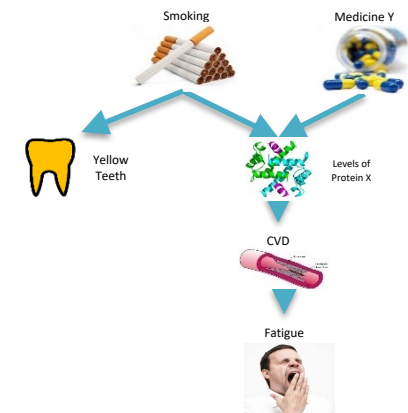 Smoking
Medicine Y
Yellow
Teeth
Levels of
Protein X
CVD
Fatigue